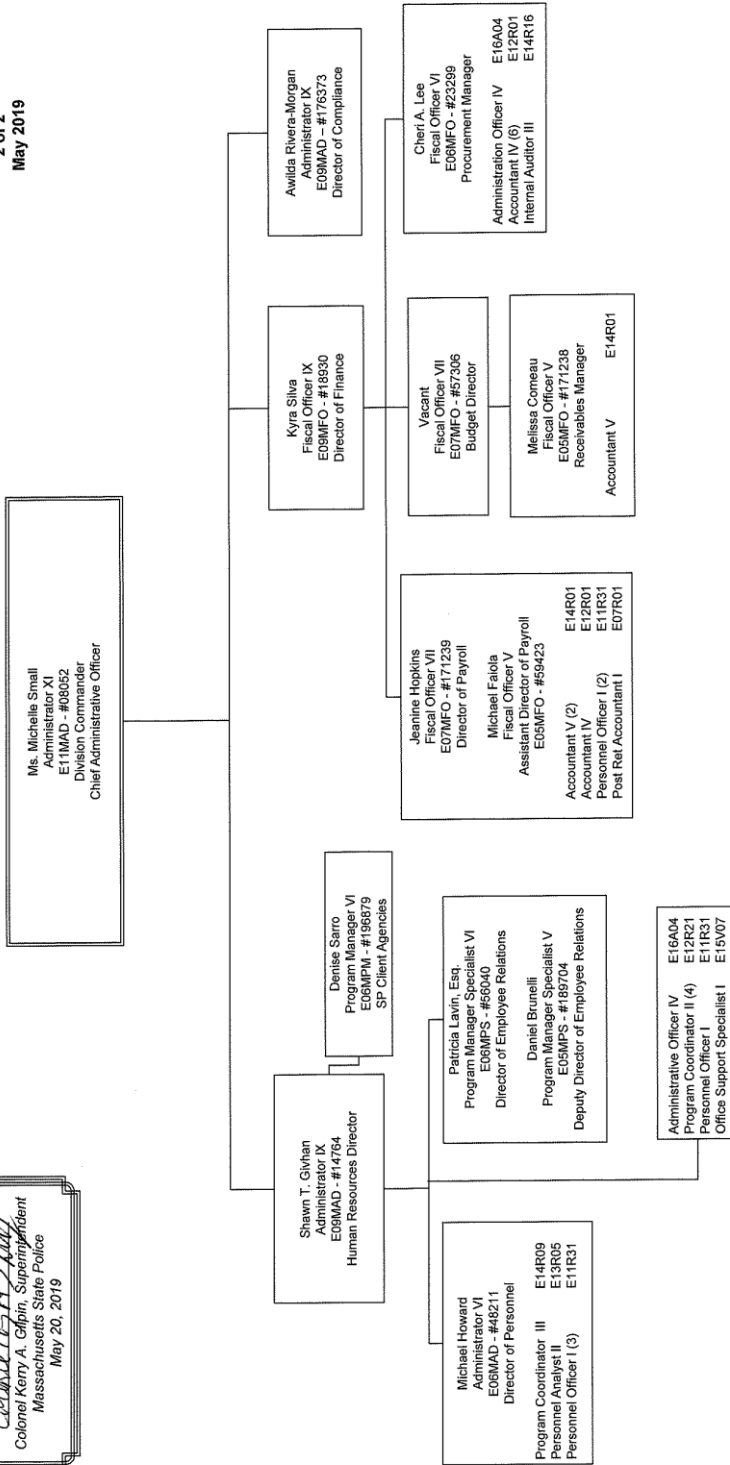 2 of 2
May 2019
Colonel Kerry A. Gilpin, Superintendent
Massachusetts State Police
May 20, 2019
Ms. Michelle Small
Administrator XI
E11MAD - #08052
Division Commander
Chief Administrative Officer
Shawn T. Givhan
Administrator IX
E09MAD - #14764
Human Resources Director
Denise Sarro
Program Manager VI
E06MPM - #196879
SP Client Agencies
Kyra Silva
Fiscal Officer IX
E09MFO - #18930
Director of Finance
Awilda Rivera-Morgan
Administrator IX
E09MAD – #176373
Director of Compliance
Michael Howard
Administrator VI
E06MAD - #48211
Director of Personnel
Program Coordinator III E14R09
Personnel Analyst II E13R05
Personnel Officer I (3) E11R31
Patricia Lavin, Esq.
Program Manager Specialist VI
E06MPS - #56040
Director of Employee Relations
Daniel Brunelli
Program Manager Specialist V
E05MPS - #189704
Deputy Director of Employee Relations
Administrative Officer IV E16A04
Program Coordinator II (4) E12R21
Personnel Officer I E11R31
Office Support Specialist I E15V07
Jeanine Hopkins
Fiscal Officer VII
E07MFO - #171239
Director of Payroll
Michael Faiola
Fiscal Officer V
Assistant Director of Payroll
E05MFO - #59423
Accountant V (2) E14R01
Accountant IV E12R01
Personnel Officer I (2) E11R31
Post Ret Accountant I E07R01
Vacant
Fiscal Officer VII
E07MFO - #57306
Budget Director
Melissa Comeau
Fiscal Officer V
E05MFO - #171238
Receivables Manager
Accountant V E14R01
Cheri A. Lee
Fiscal Officer VI
E06MFO - #23299
Procurement Manager
Administration Officer IV E16A04
Accountant IV (6) E12R01
Internal Auditor III E14R16